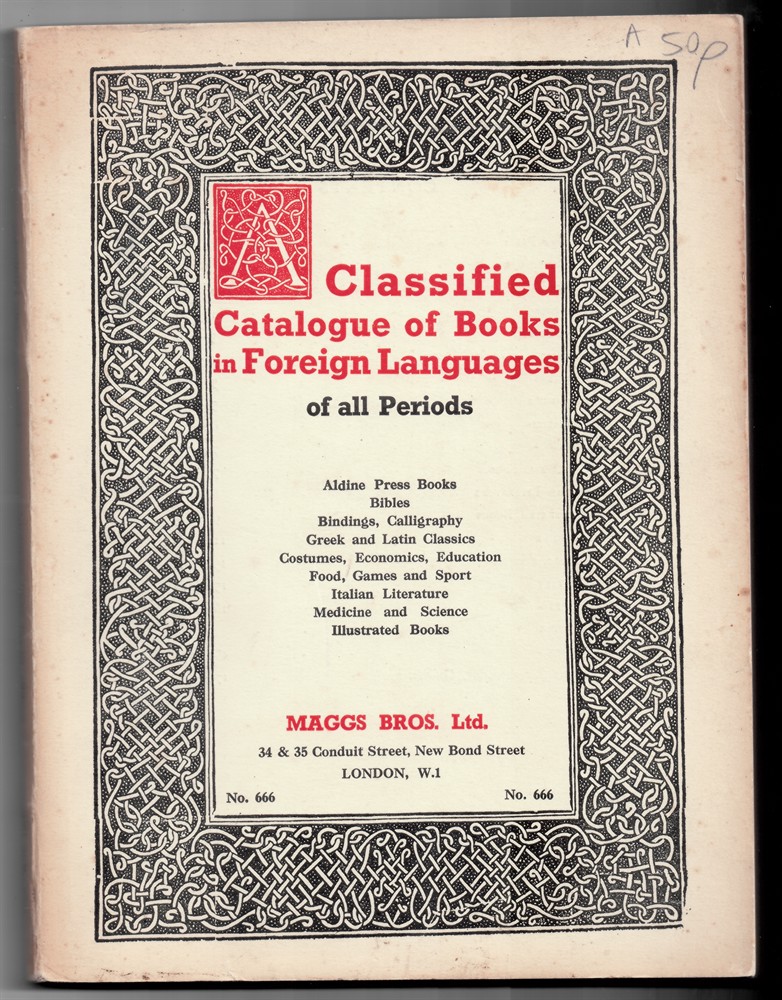 A 50p
A Classified
Catalogue of Books
in Foreign Languages
of all Periods
Aldine Press Books
Bibles
Bindings, Calligraphy
Greek and Latin Classics
Costumes, Economics, Education
Food, Games and Sport
Italian Literature
Medicine and Science
Illustrated Books
MAGGS BROS. Ltd.
34 & 35 Conduit Street, New Bond Street
LONDON, W.1
No. 666 No. 666